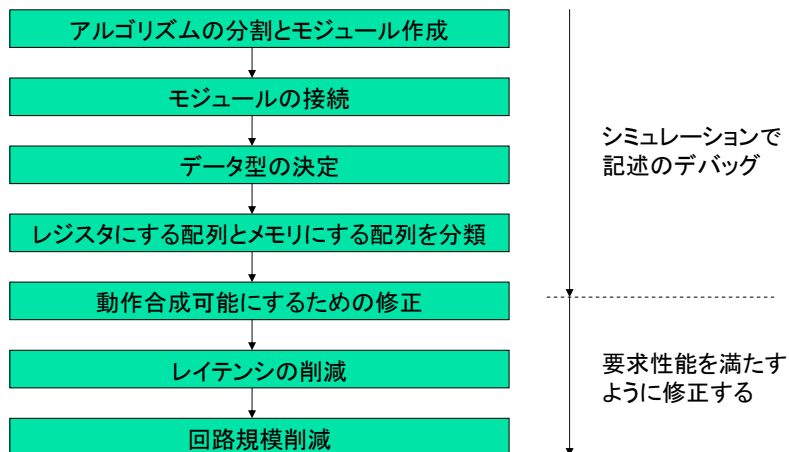 アルゴリズムの分割とモジュール作成
モジュールの接続
データ型の決定
レジスタにする配列とメモリにする配列を分類
動作合成可能にするための修正
レイテンシの削減
回路規模削減
シミュレーションで
記述のデバッグ
要求性能を満たす
ように修正する